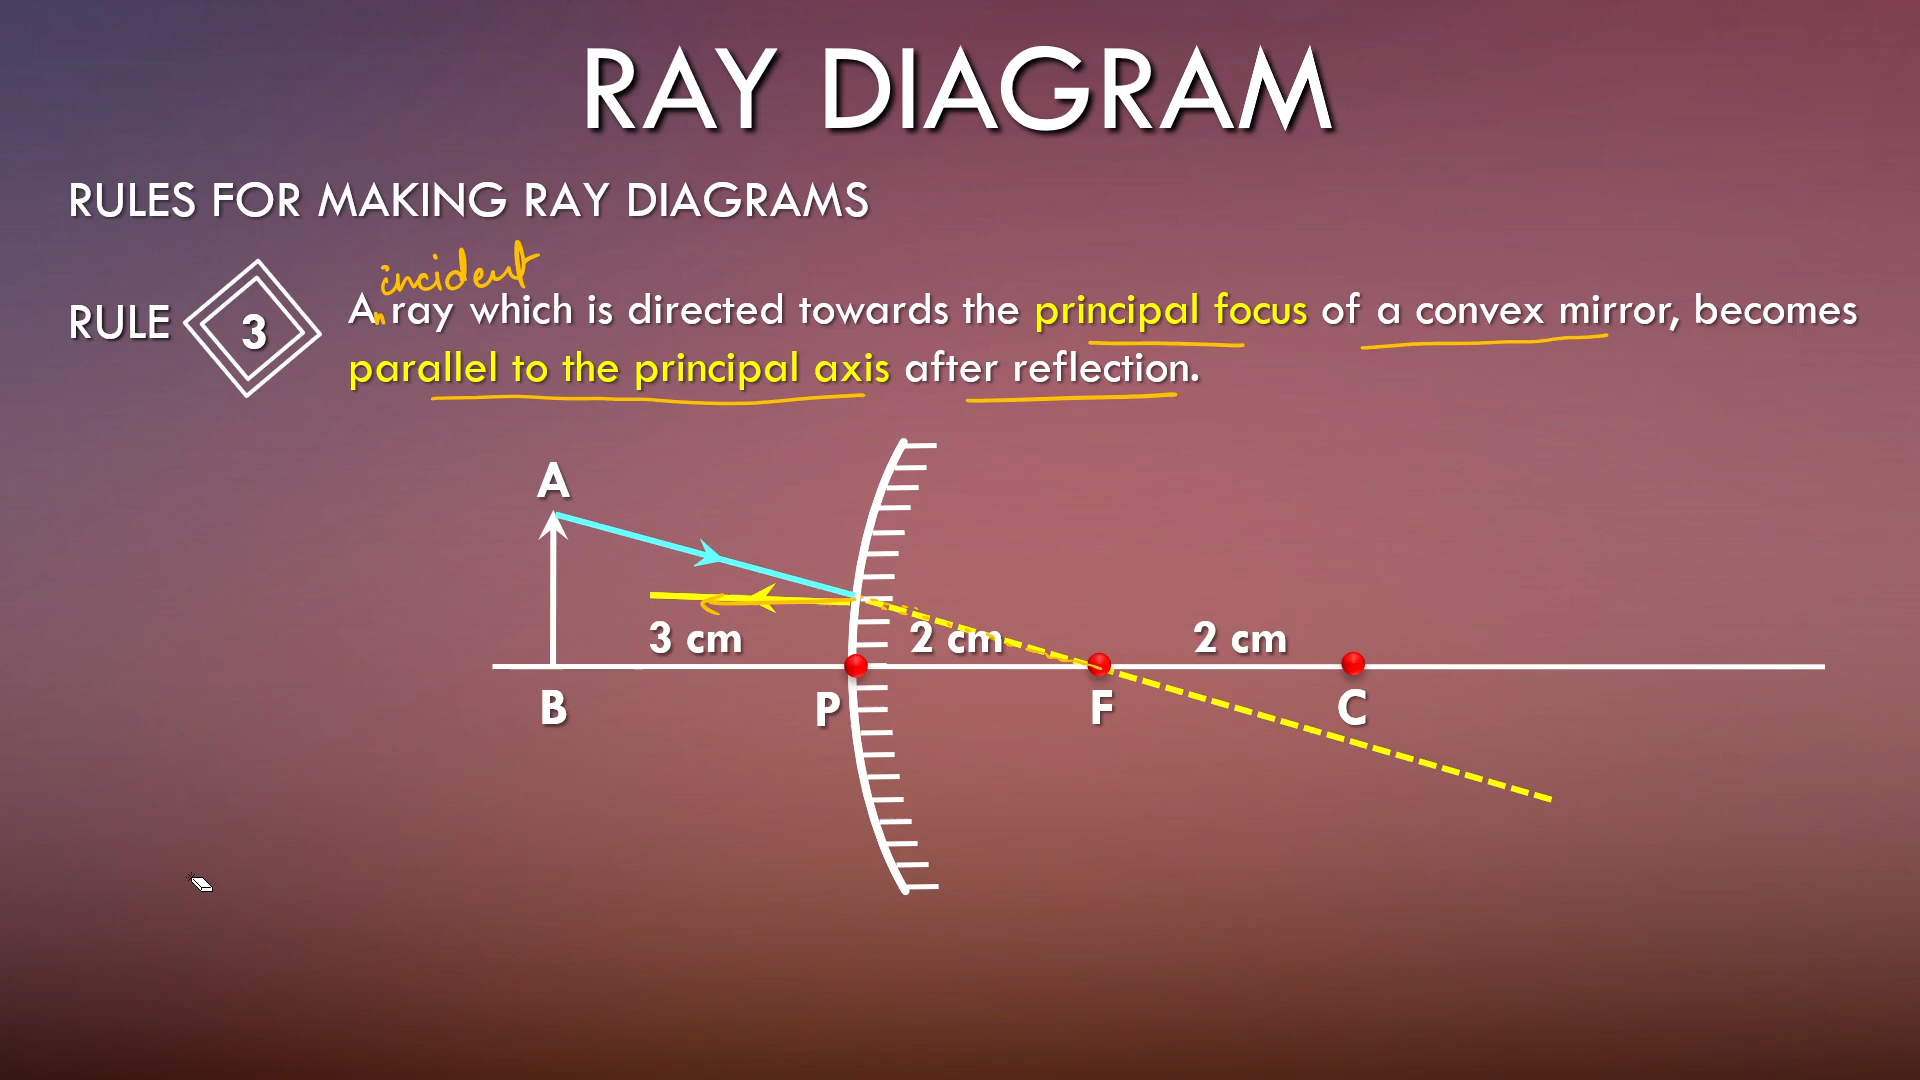 RAY DIAGRAM
RULES FOR MAKING RAY DIAGRAMS
incident
RULE 3 An ray which is directed towards the principal focus of a convex mirror, becomes
parallel to the principal axis after reflection.
A
3 cm 2 cm 2 cm
B P F C